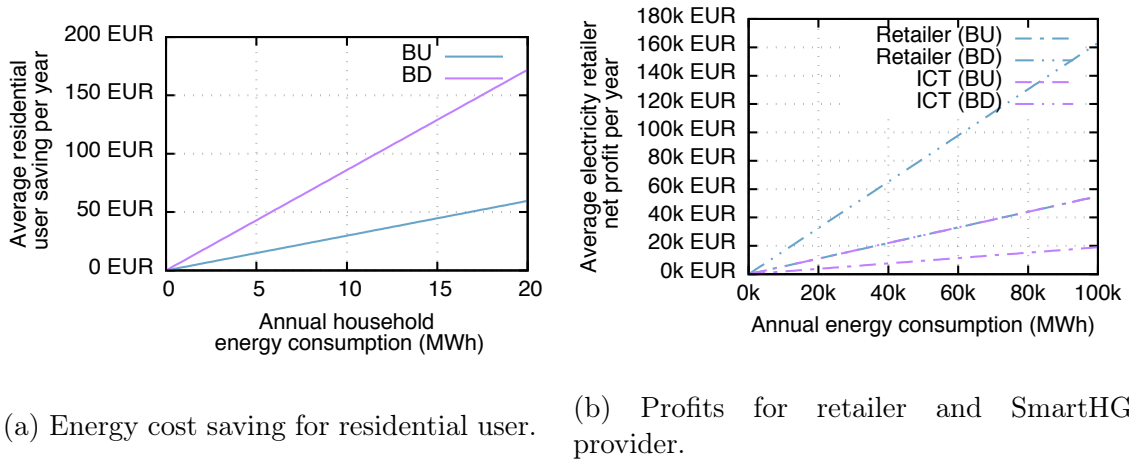 200 EUR
150 EUR
100 EUR
50 EUR
0 EUR
Average residential
user saving per year
BU
BD
0 5 10 15 20
Annual household
energy consumption (MWh)
(a) Energy cost saving for residential user.
180k EUR
160k EUR
140k EUR
120k EUR
100k EUR
80k EUR
60k EUR
40k EUR
20k EUR
0k EUR
Average electricity retailer
net profit per year
Retailer (BU)
Retailer (BD)
ICT (BU)
ICT (BD)
0k 20k 40k 60k 80k 100k
Annual energy consumption (MWh)
(b) Profits for retailer and SmartHG
provider.